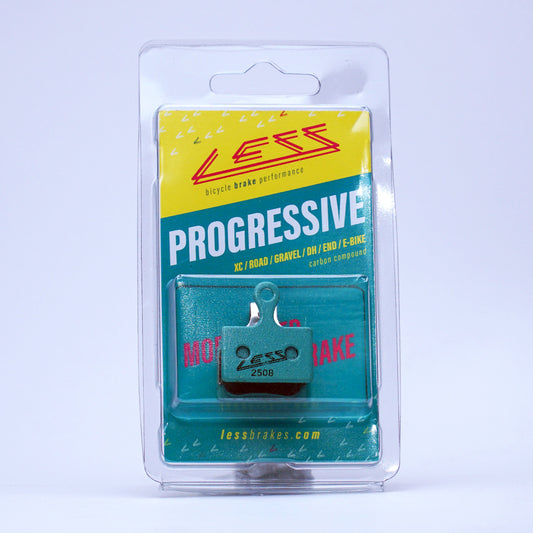 LESS
bicycle brake performance
PROGRESSIVE
XC / ROAD / GRAVEL / DH / END / E-BIKE
carbon compound
LESS
2508
lessbrakes.com